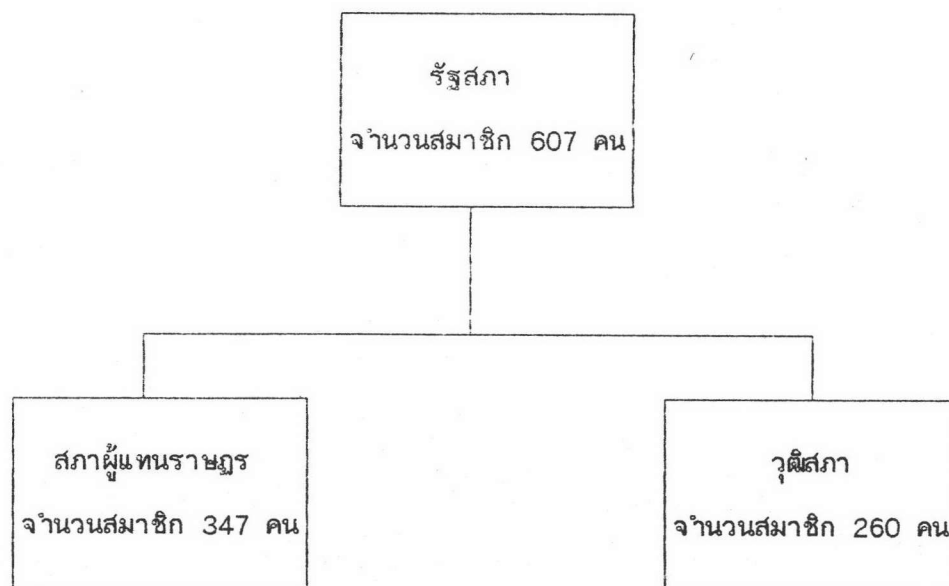 รัฐสภา
จำนวนสมาชิก 607 คน
สภาผู้แทนราษฎร
จำนวนสมาชิก 347 คน
วุฒิสภา
จำนวนสมาชิก 260 คน